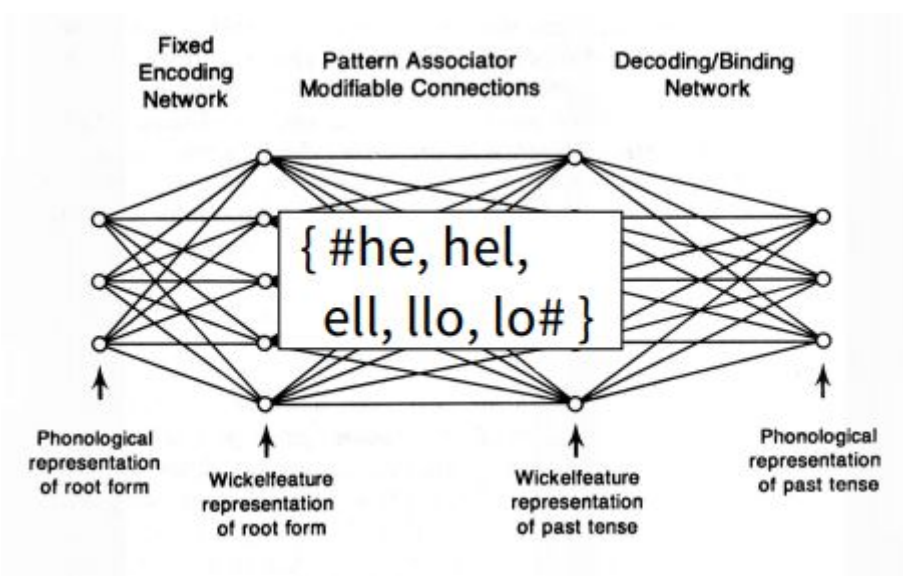 Fixed
Encoding
Network
Pattern Associator
Modifiable Connections
Decoding/Binding
Network
{ #he, hel,
ell, llo, lo# }
Phonological
representation
of root form
Wickelfeature
representation
of root form
Wickelfeature
representation
of past tense
Phonological
representation
of past tense